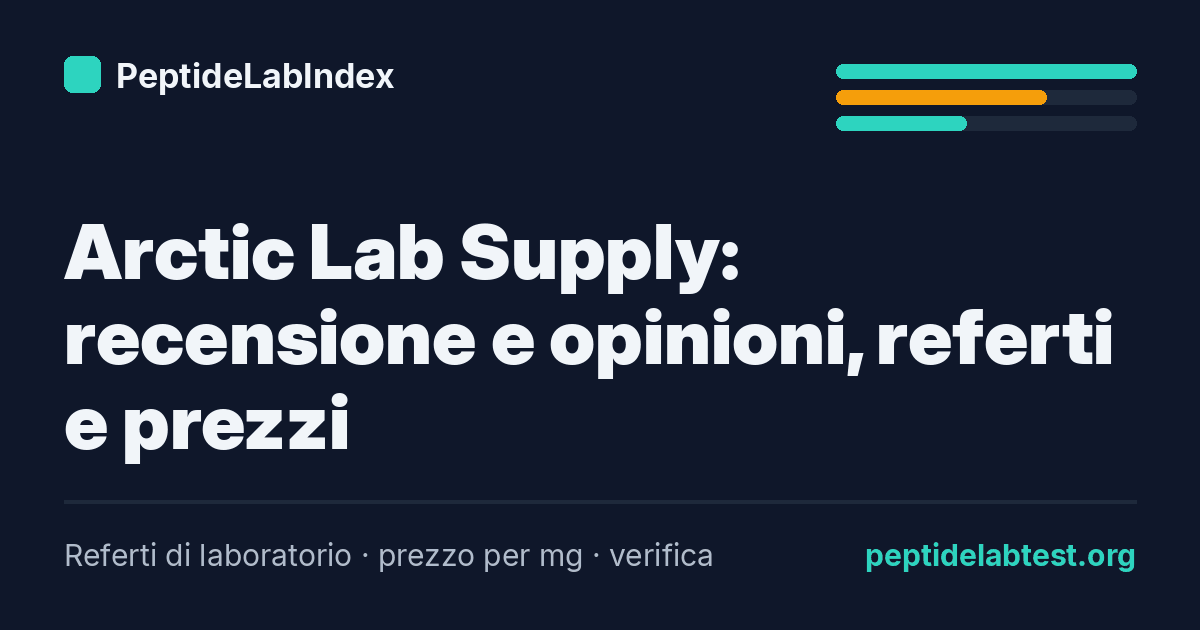 PeptideLabIndex
Arctic Lab Supply:
recensione e opinioni, referti
e prezzi
Referti di laboratorio · prezzo per mg · verifica
peptidelabtest.org